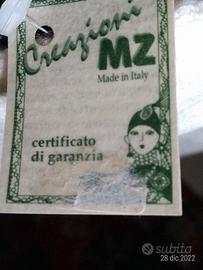 Creazioni
MZ
Made in Italy
certificato
di garanzia
subito
28 dic 2022